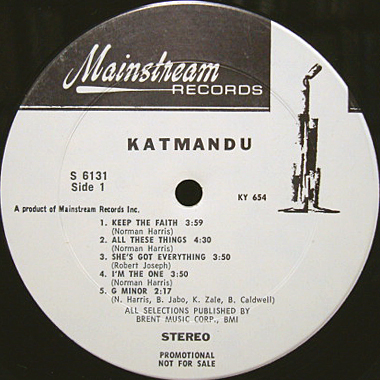 Mainstream
RECORDS
KATMANDU
S 6131
Side 1
KY 654
A product of Mainstream Records Inc.
1. KEEP THE FAITH 3:59
(Norman Harris)
2. ALL THESE THINGS 4:30
(Norman Harris)
3. SHE'S GOT EVERYTHING 3:50
(Robert Joseph)
4. I'M THE ONE 3:50
(Norman Harris)
5. G MINOR 2:17
(N. Harris, B. Jabo, K. Zale, B. Caldwell)
ALL SELECTIONS PUBLISHED BY
BRENT MUSIC CORP., BMI
STEREO
PROMOTIONAL
NOT FOR SALE